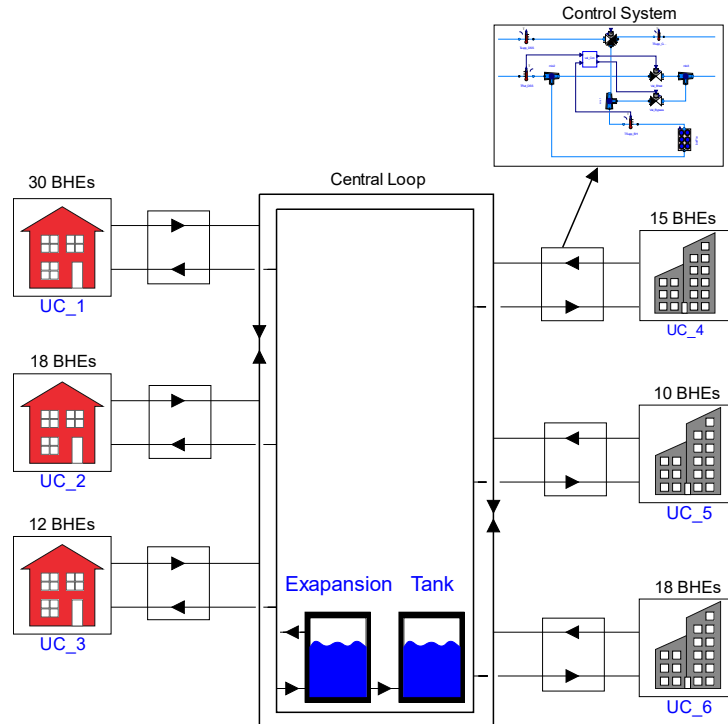 Control System
Central Loop
30 BHEs
UC_1
18 BHEs
UC_2
12 BHEs
UC_3
15 BHEs
UC_4
10 BHEs
UC_5
18 BHEs
UC_6
Exapansion Tank